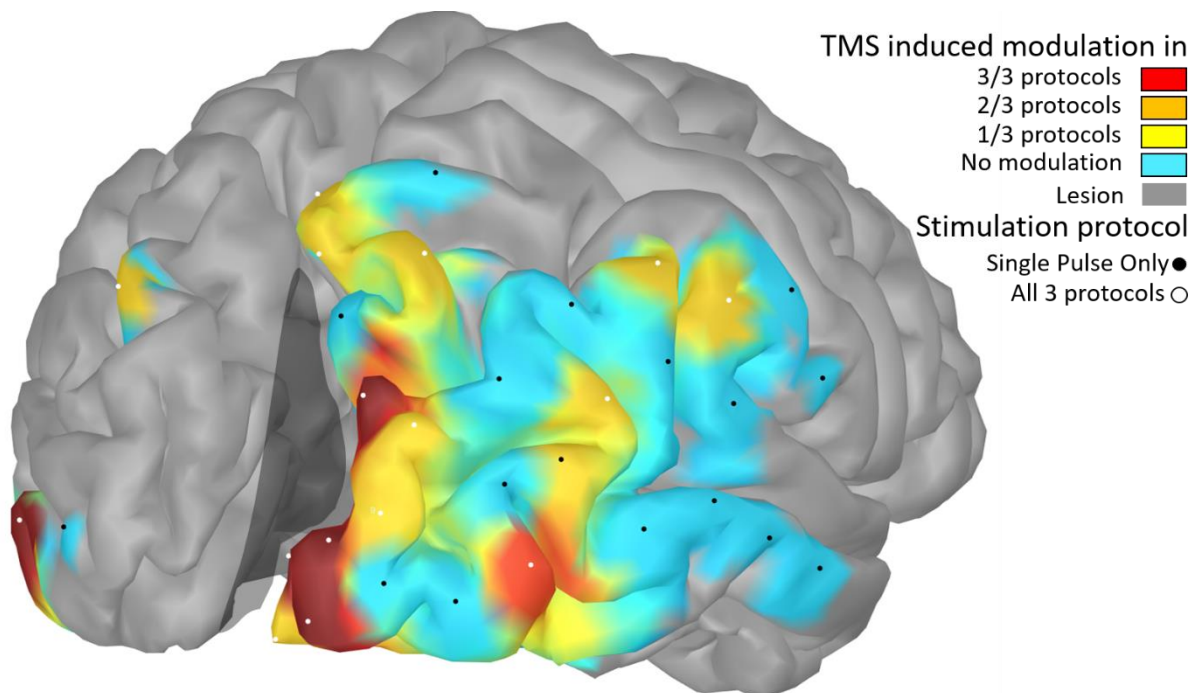 TMS induced modulation in
3/3 protocols
2/3 protocols
1/3 protocols
No modulation
Lesion
Stimulation protocol
Single Pulse Only
All 3 protocols